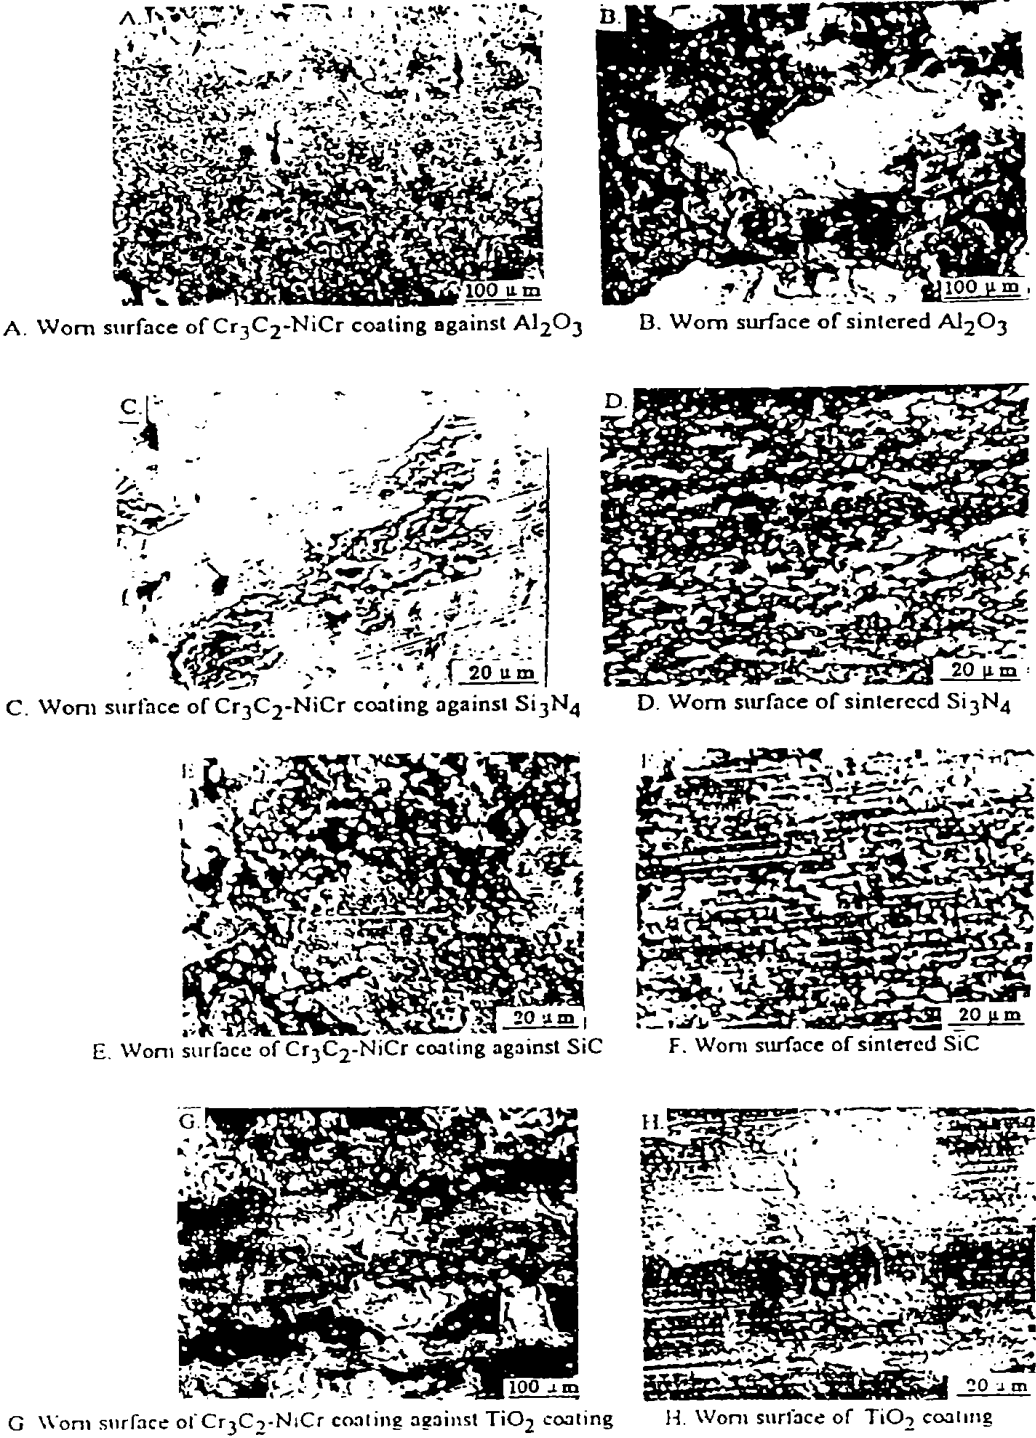 A. B.
100 μm 100 μm
A. Worn surface of Cr3C2-NiCr coating against Al2O3 B. Worn surface of sintered Al2O3
C. D.
20 μm 20 μm
C. Worn surface of Cr3C2-NiCr coating against Si3N4 D. Worn surface of sinterecd Si3N4
E F
20 μm 20 μm
E. Worn surface of Cr3C2-NiCr coating against SiC F. Worn surface of sintered SiC
G. H.
100 μm 20 μm
G Worn surface of Cr3C2-NiCr coating against TiO2 coating H. Worn surface of TiO2 coating